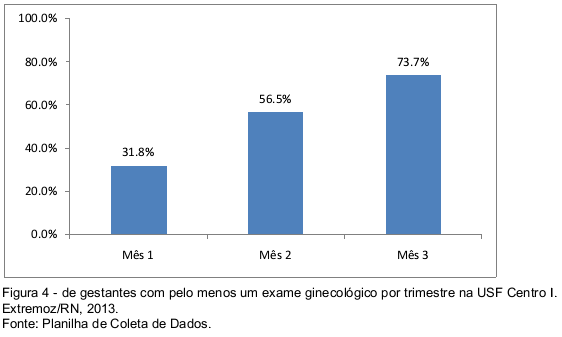 100.0%
80.0%
60.0%
40.0%
20.0%
0.0%
31.8%
56.5%
73.7%
Mês 1
Mês 2
Mês 3
Figura 4 - de gestantes com pelo menos um exame ginecológico por trimestre na USF Centro I.
Extremoz/RN, 2013.
Fonte: Planilha de Coleta de Dados.